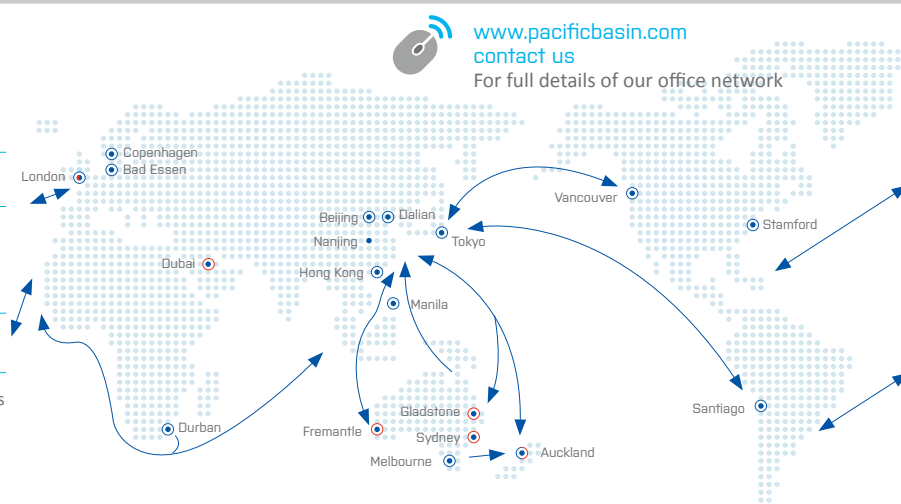 www.pacificbasin.com
contact us
For full details of our office network
Copenhagen
London
Bad Essen
Vancouver
Beijing
Dalian
Stamford
Nanjing
Tokyo
Dubai
Hong Kong
Manila
s
Gladstone
Santiago
Durban
Fremantle
Sydney
Auckland
Melbourne